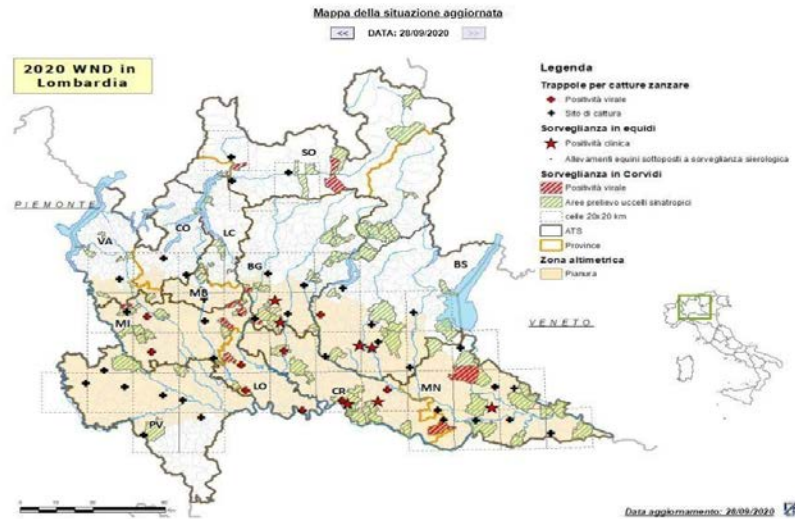 Mappa della situazione aggiornata
<< DATA: 28/09/2020 >>
2020 WND in
Lombardia
Legenda
Trappole per catture zanzare
Positività virale
Sito di cattura
Sorveglianza in equidi
Positività clinica
Allevamenti equini sottoposti a sorveglianza sierologica
Sorveglianza in Corvidi
Positività virale
Aree prelievo uccelli sinatropici
celle 20x20 km
ATS
Province
Zona altimetrica
Pianura
SO
PIEMONTE
CO
LC
VA
BG
BS
MB
MI
VENETO
LO
CR
MN
PV
Data aggiornamento: 28/09/2020